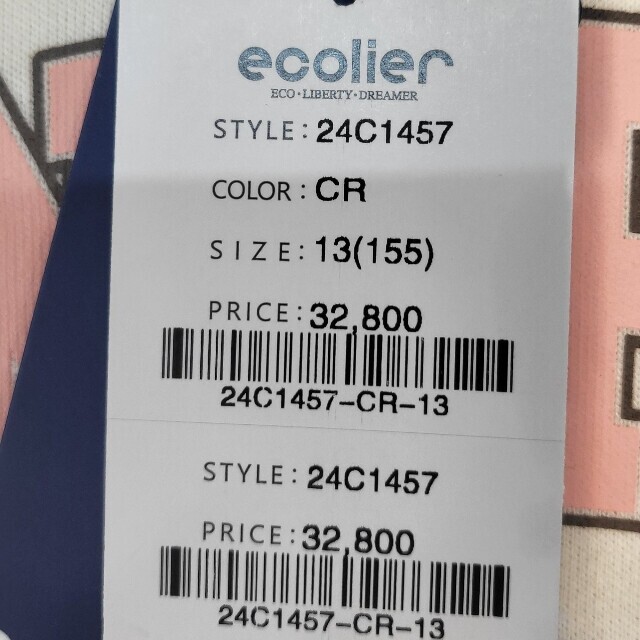 ecolier
ECO·LIBERTY·DREAMER
STYLE: 24C1457
COLOR: CR
SIZE: 13(155)
PRICE: 32,800
24C1457-CR-13
STYLE: 24C1457
PRICE: 32,800
24C1457-CR-13